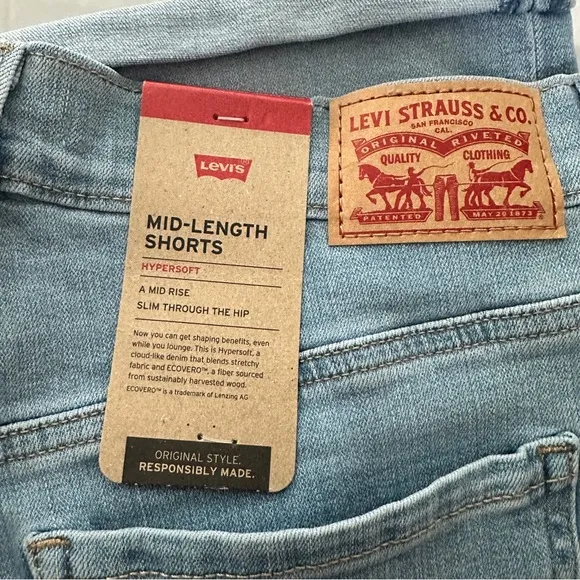 Levi's
MID-LENGTH
SHORTS
HYPERSOFT
A MID RISE
SLIM THROUGH THE HIP
Now you can get shaping benefits, even
while you lounge. This is Hypersoft, a
cloud-like denim that blends stretchy
fabric and ECOVERO™, a fiber sourced
from sustainably harvested wood.
ECOVERO™ is a trademark of Lenzing AG
ORIGINAL STYLE.
RESPONSIBLY MADE.
LEVI STRAUSS & CO.
SAN FRANCISCO
CAL.
ORIGINAL RIVETED
QUALITY CLOTHING
PATENTED MAY 20 1873